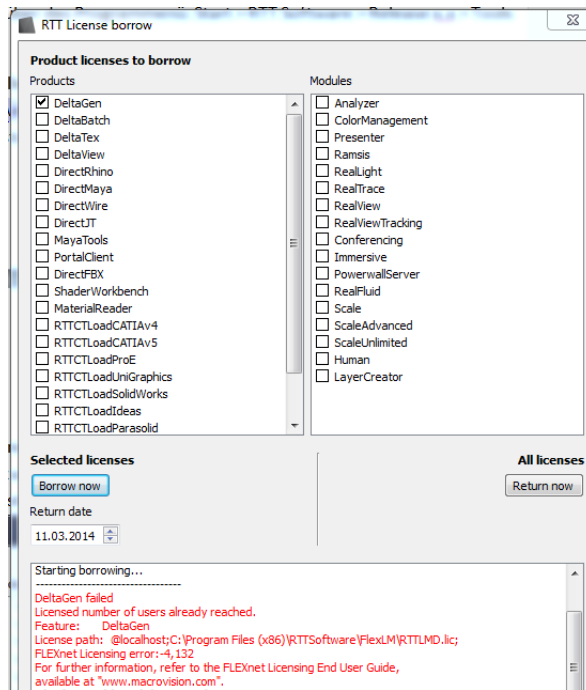 RTT License borrow
Product licenses to borrow
Products
DeltaGen
DeltaBatch
DeltaTex
DeltaView
DirectRhino
DirectMaya
DirectWire
DirectJT
MayaTools
PortalClient
DirectFBX
ShaderWorkbench
MaterialReader
RTTCTLoadCATIAv4
RTTCTLoadCATIAv5
RTTCTLoadProE
RTTCTLoadUniGraphics
RTTCTLoadSolidWorks
RTTCTLoadIdeas
RTTCTLoadParasolid
Modules
Analyzer
ColorManagement
Presenter
Ramsis
RealLight
RealTrace
RealView
RealViewTracking
Conferencing
Immersive
PowerwallServer
RealFluid
Scale
ScaleAdvanced
ScaleUnlimited
Human
LayerCreator
Selected licenses
Borrow now
Return date
11.03.2014
All licenses
Return now
Starting borrowing...
----------------------------------
DeltaGen failed
Licensed number of users already reached.
Feature: DeltaGen
License path: @localhost;C:\Program Files (x86)\RTTSoftware\FlexLM\RTTLMD.lic;
FLEXnet Licensing error:-4,132
For further information, refer to the FLEXnet Licensing End User Guide,
available at "www.macrovision.com".